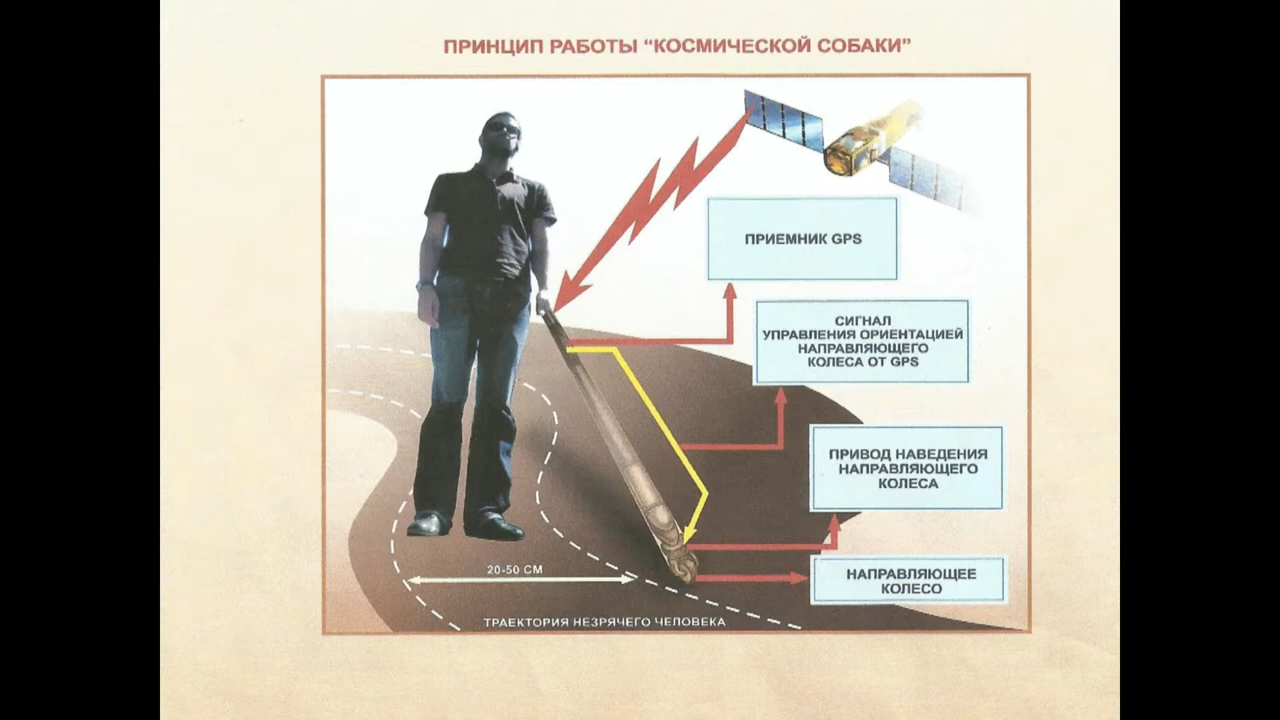 ПРИНЦИП РАБОТЫ “КОСМИЧЕСКОЙ СОБАКИ”
ПРИЕМНИК GPS
СИГНАЛ
УПРАВЛЕНИЯ ОРИЕНТАЦИЕЙ
НАПРАВЛЯЮЩЕГО
КОЛЕСА ОТ GPS
ПРИВОД НАВЕДЕНИЯ
НАПРАВЛЯЮЩЕГО
КОЛЕСА
НАПРАВЛЯЮЩЕЕ
КОЛЕСО
20-50 СМ
ТРАЕКТОРИЯ НЕЗРЯЧЕГО ЧЕЛОВЕКА